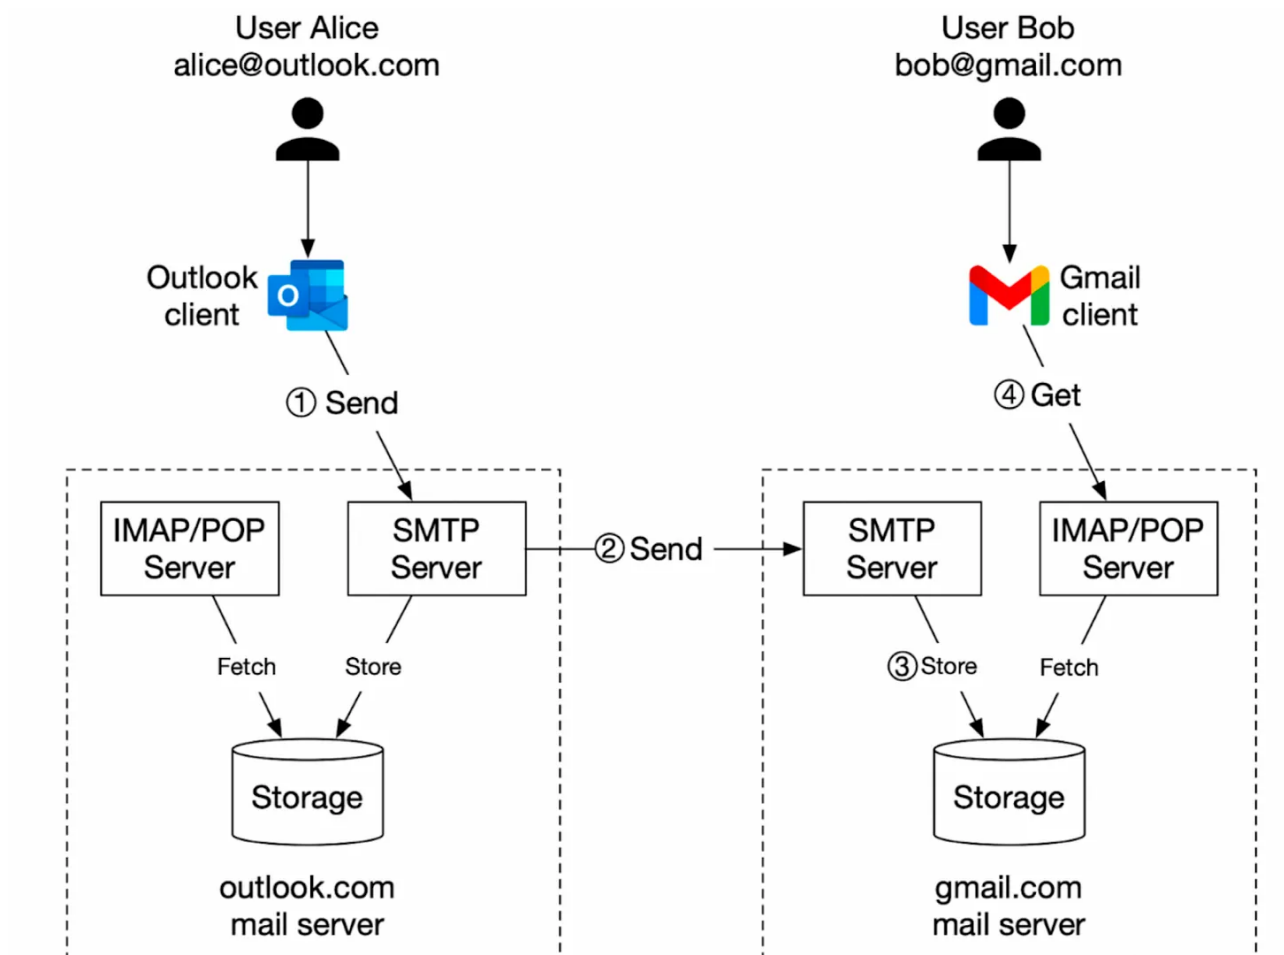 User Alice
alice@outlook.com
User Bob
bob@gmail.com
Outlook
client
O
Gmail
client
① Send
④ Get
IMAP/POP
Server
SMTP
Server
② Send
SMTP
Server
IMAP/POP
Server
Fetch
Store
③ Store
Fetch
Storage
Storage
outlook.com
mail server
gmail.com
mail server